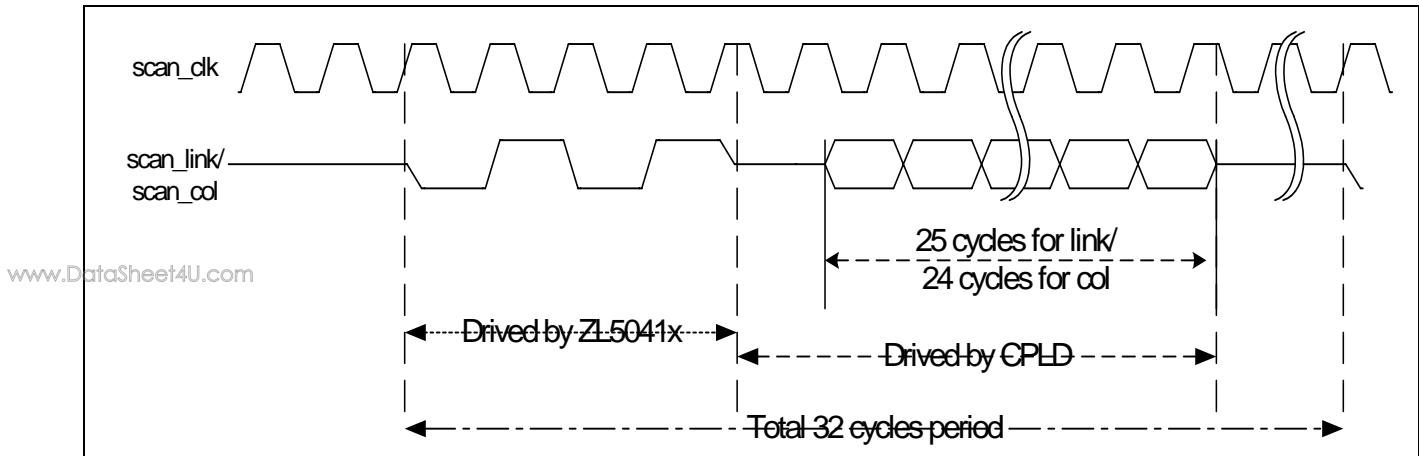 scan_clk
scan_link/
scan_col
25 cycles for link/
24 cycles for col
www.DataSheet4U.com
Drived by ZL5041x
Drived by CPLD
Total 32 cycles period